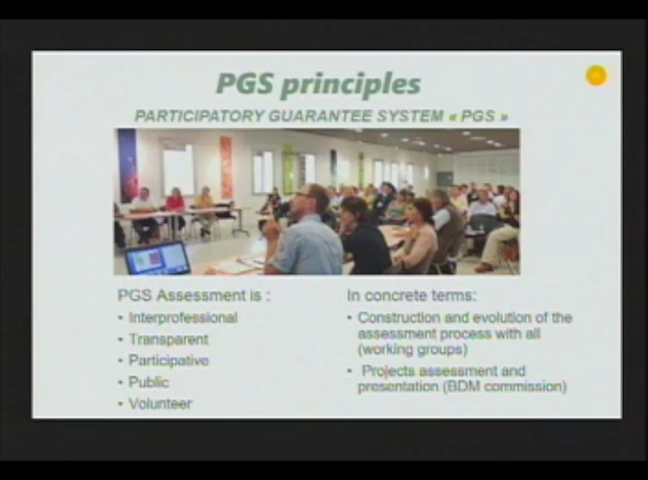 PGS principles
PARTICIPATORY GUARANTEE SYSTEM « PGS »
PGS Assessment is :
• Interprofessional
• Transparent
• Participative
• Public
• Volunteer
In concrete terms:
• Construction and evolution of the
assessment process with all
(working groups)
• Projects assessment and
presentation (BDM commission)